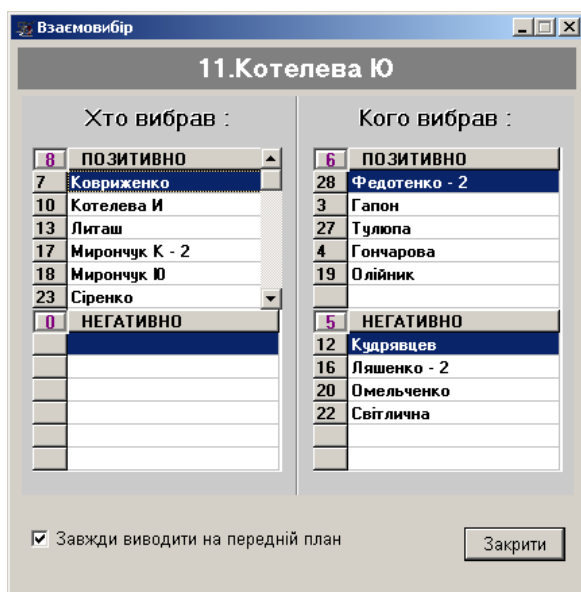 Взаємовибір
11.Котелева Ю
Хто вибрав :
8 ПОЗИТИВНО
7 Ковриженко
10 Котелева И
13 Литаш
17 Мирончук К - 2
18 Мирончук Ю
23 Сіренко
0 НЕГАТИВНО
Кого вибрав :
6 ПОЗИТИВНО
28 Федотенко - 2
3 Гапон
27 Тулюпа
4 Гончарова
19 Олійник
5 НЕГАТИВНО
12 Кудрявцев
16 Ляшенко - 2
20 Омельченко
22 Світлична
Завжди виводити на передній план
Закрити